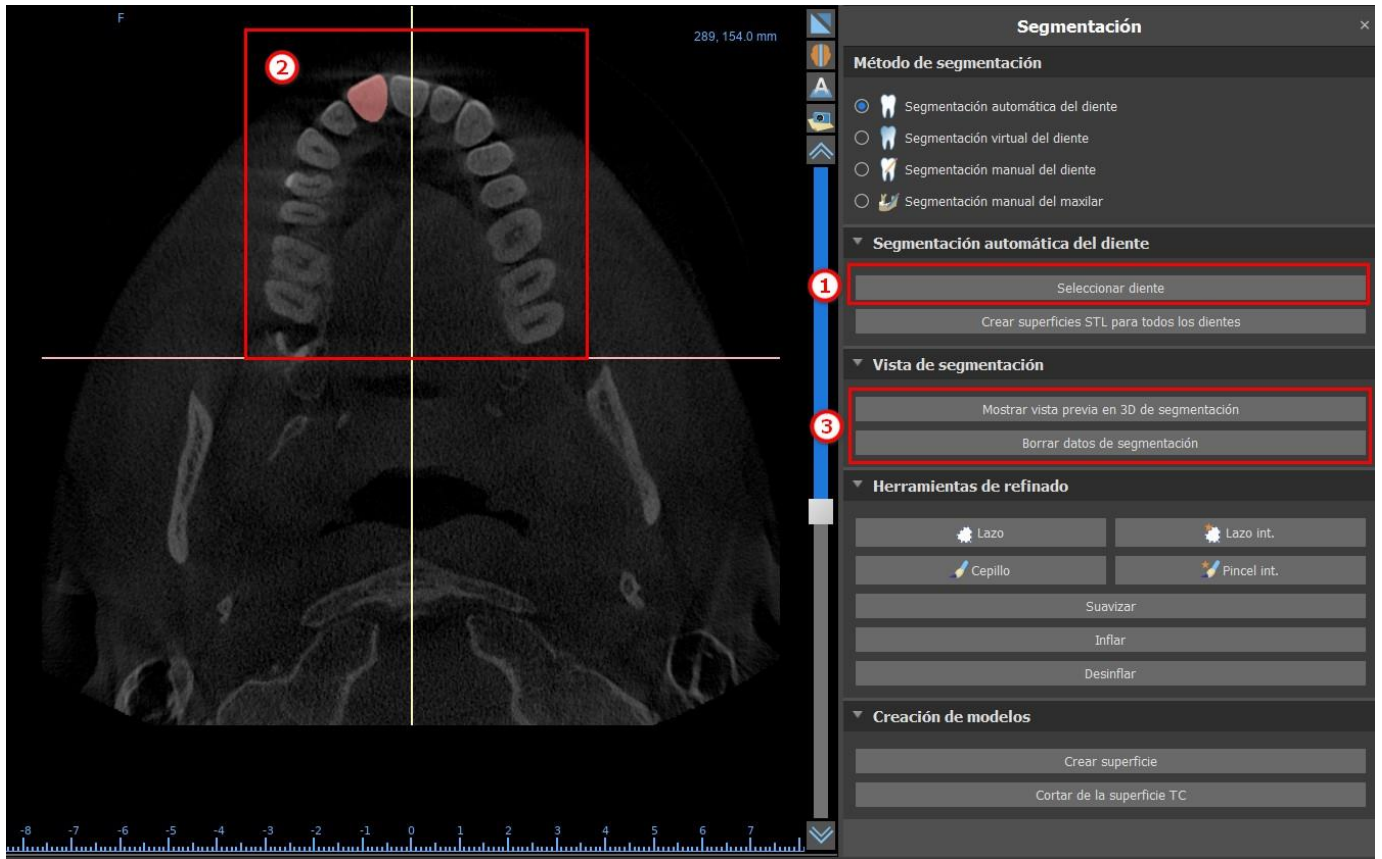 F
289, 154.0 mm
2
A
1
3
-8 -7 -6 -5 -4 -3 -2 -1 0 1 2 3 4 5 6 7
Segmentación ×
Método de segmentación
Segmentación automática del diente
Segmentación virtual del diente
Segmentación manual del diente
Segmentación manual del maxilar
Segmentación automática del diente
Seleccionar diente
Crear superficies STL para todos los dientes
Vista de segmentación
Mostrar vista previa en 3D de segmentación
Borrar datos de segmentación
Herramientas de refinado
Lazo Lazo int.
Cepillo Pincel int.
Suavizar
Inflar
Desinflar
Creación de modelos
Crear superficie
Cortar de la superficie TC